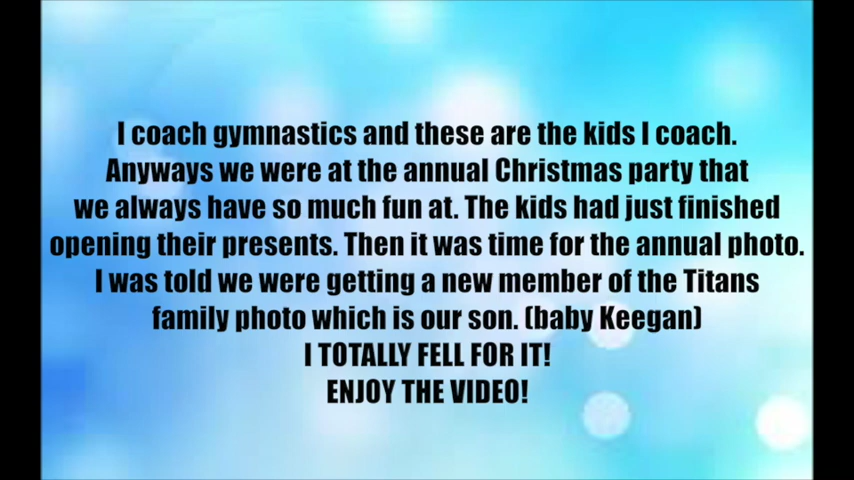 I coach gymnastics and these are the kids I coach.
Anyways we were at the annual Christmas party that
we always have so much fun at. The kids had just finished
opening their presents. Then it was time for the annual photo.
I was told we were getting a new member of the Titans
family photo which is our son. (baby Keegan)
I TOTALLY FELL FOR IT!
ENJOY THE VIDEO!